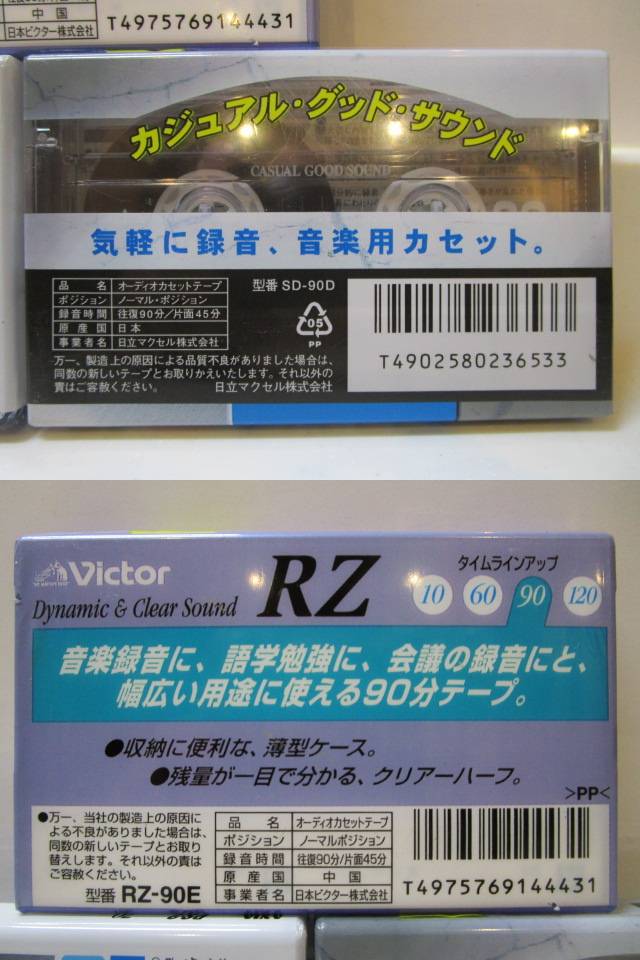 中国
日本ビクター株式会社
T4975769144431
カジュアル・グッド・サウンド
CASUAL GOOD SOUND
気軽に録音、音楽用カセット。
品名 オーディオカセットテープ
ポジション ノーマル・ポジション
録音時間 往復90分/片面45分
原産国 日本
事業者名 日立マクセル株式会社
型番 SD-90D
05
PP
T4902580236533
万一、製造上の原因による品質不良がありました場合は、
同数の新しいテープとお取りかえいたします。それ以外の
責はご容赦ください。 日立マクセル株式会社
Victor
Dynamic & Clear Sound
RZ
タイムラインアップ
10 60 90 120
音楽録音に、語学勉強に、会議の録音にと、
幅広い用途に使える90分テープ。
●収納に便利な、薄型ケース。
●残量が一目で分かる、クリアーハーフ。
>PP<
●万一、当社の製造上の原因に
よる不良がありました場合は、
同数の新しいテープとお取り
替えします。それ以外の責は
ご容赦ください。
型番 RZ-90E
品名 オーディオカセットテープ
ポジション ノーマルポジション
録音時間 往復90分/片面45分
原産国 中国
事業者名 日本ビクター株式会社
T4975769144431